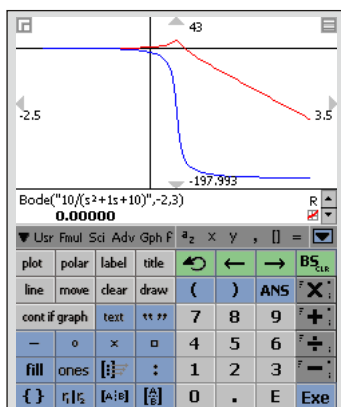 43
-2.5 3.5
-197.993
Bode("10/(s²+1s+10)",-2,3) R
0.00000
Usr Fmul Sci Adv Gph F a z x y , [] =
plot polar label title ← → BS CLR
line move clear draw ( ) ANS ×
cont if graph text "" 7 8 9 +
− ∘ × □ 4 5 6 ÷
fill ones [⋮] : 1 2 3 −
{} r₁|r₂ [A|B] [A/B] 0 . E Exe